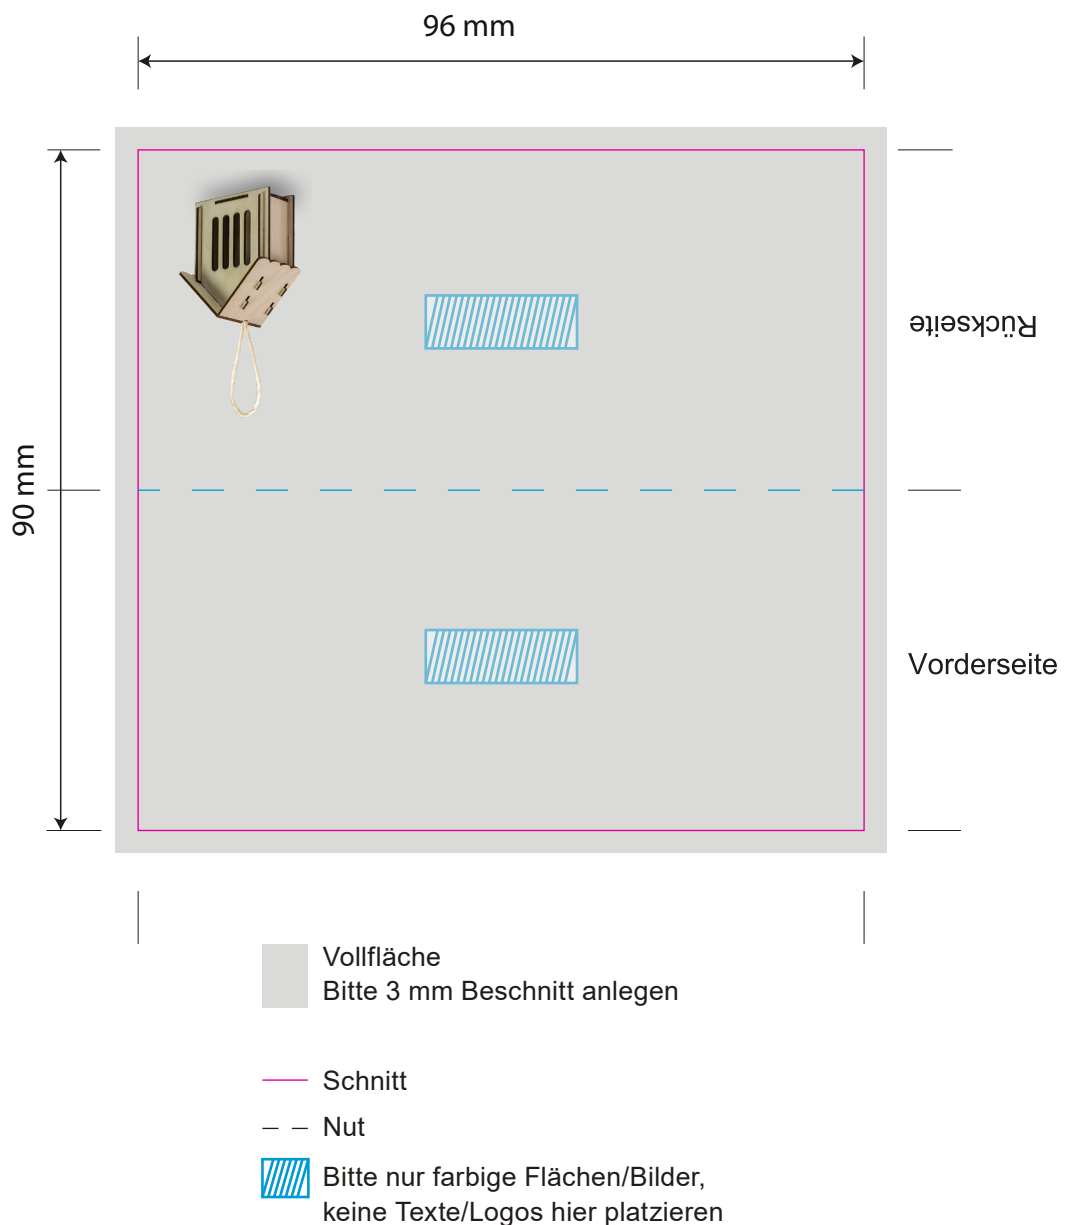 96 mm
90 mm
Rückseite
Vorderseite
Vollfläche
Bitte 3 mm Beschnitt anlegen
Schnitt
Nut
Bitte nur farbige Flächen/Bilder,
keine Texte/Logos hier platzieren